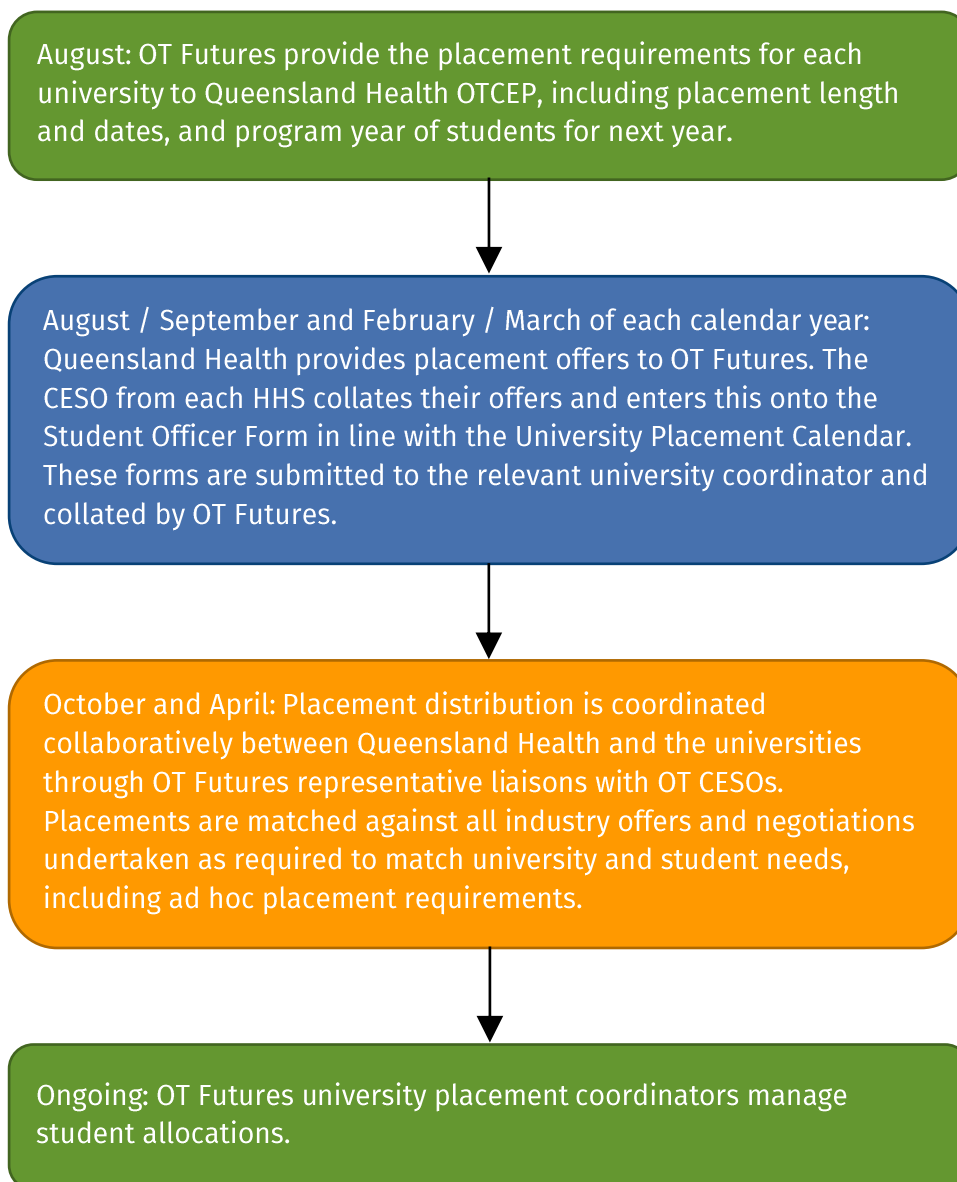 August: OT Futures provide the placement requirements for each
university to Queensland Health OTCEP, including placement length
and dates, and program year of students for next year.
August / September and February / March of each calendar year:
Queensland Health provides placement offers to OT Futures. The
CESO from each HHS collates their offers and enters this onto the
Student Officer Form in line with the University Placement Calendar.
These forms are submitted to the relevant university coordinator and
collated by OT Futures.
October and April: Placement distribution is coordinated
collaboratively between Queensland Health and the universities
through OT Futures representative liaisons with OT CESOs.
Placements are matched against all industry offers and negotiations
undertaken as required to match university and student needs,
including ad hoc placement requirements.
Ongoing: OT Futures university placement coordinators manage
student allocations.